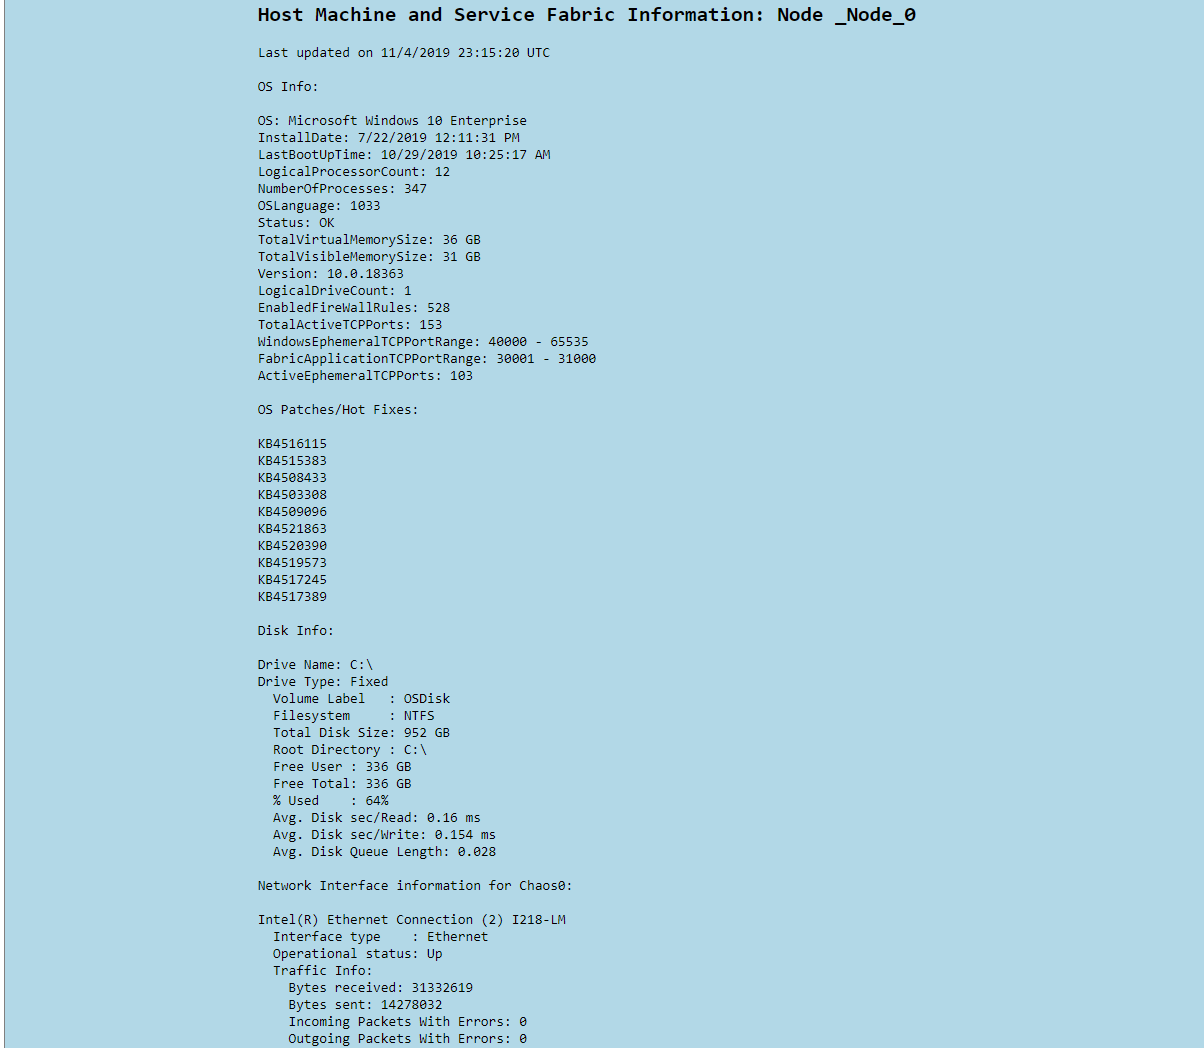 Host Machine and Service Fabric Information: Node _Node_0
Last updated on 11/4/2019 23:15:20 UTC
OS Info:
OS: Microsoft Windows 10 Enterprise
InstallDate: 7/22/2019 12:11:31 PM
LastBootUpTime: 10/29/2019 10:25:17 AM
LogicalProcessorCount: 12
NumberOfProcesses: 347
OSLanguage: 1033
Status: OK
TotalVirtualMemorySize: 36 GB
TotalVisibleMemorySize: 31 GB
Version: 10.0.18363
LogicalDriveCount: 1
EnabledFireWallRules: 528
TotalActiveTCPPorts: 153
WindowsEphemeralTCPPortRange: 40000 - 65535
FabricApplicationTCPPortRange: 30001 - 31000
ActiveEphemeralTCPPorts: 103
OS Patches/Hot Fixes:
KB4516115
KB4515383
KB4508433
KB4503308
KB4509096
KB4521863
KB4520390
KB4519573
KB4517245
KB4517389
Disk Info:
Drive Name: C:\
Drive Type: Fixed
  Volume Label   : OSDisk
  Filesystem     : NTFS
  Total Disk Size: 952 GB
  Root Directory : C:\
  Free User : 336 GB
  Free Total: 336 GB
  % Used    : 64%
  Avg. Disk sec/Read: 0.16 ms
  Avg. Disk sec/Write: 0.154 ms
  Avg. Disk Queue Length: 0.028
Network Interface information for Chaos0:
Intel(R) Ethernet Connection (2) I218-LM
  Interface type    : Ethernet
  Operational status: Up
  Traffic Info:
    Bytes received: 31332619
    Bytes sent: 14278032
    Incoming Packets With Errors: 0
    Outgoing Packets With Errors: 0